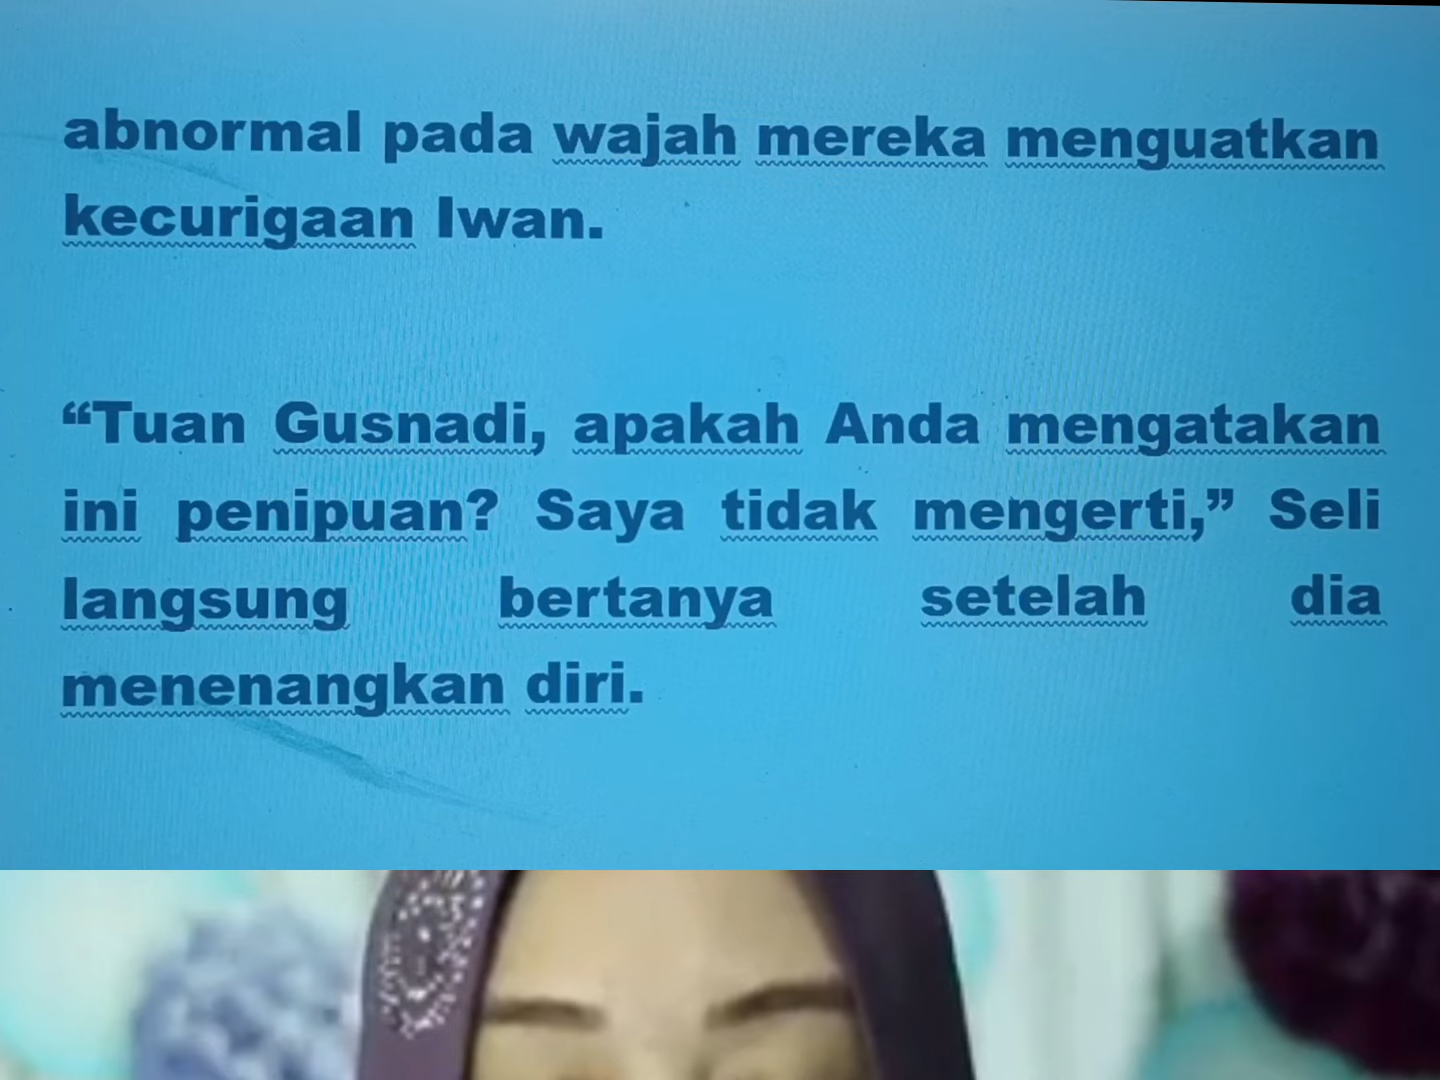 abnormal pada wajah mereka menguatkan
kecurigaan Iwan.
“Tuan Gusnadi, apakah Anda mengatakan
ini penipuan? Saya tidak mengerti,” Seli
langsung bertanya setelah dia
menenangkan diri.